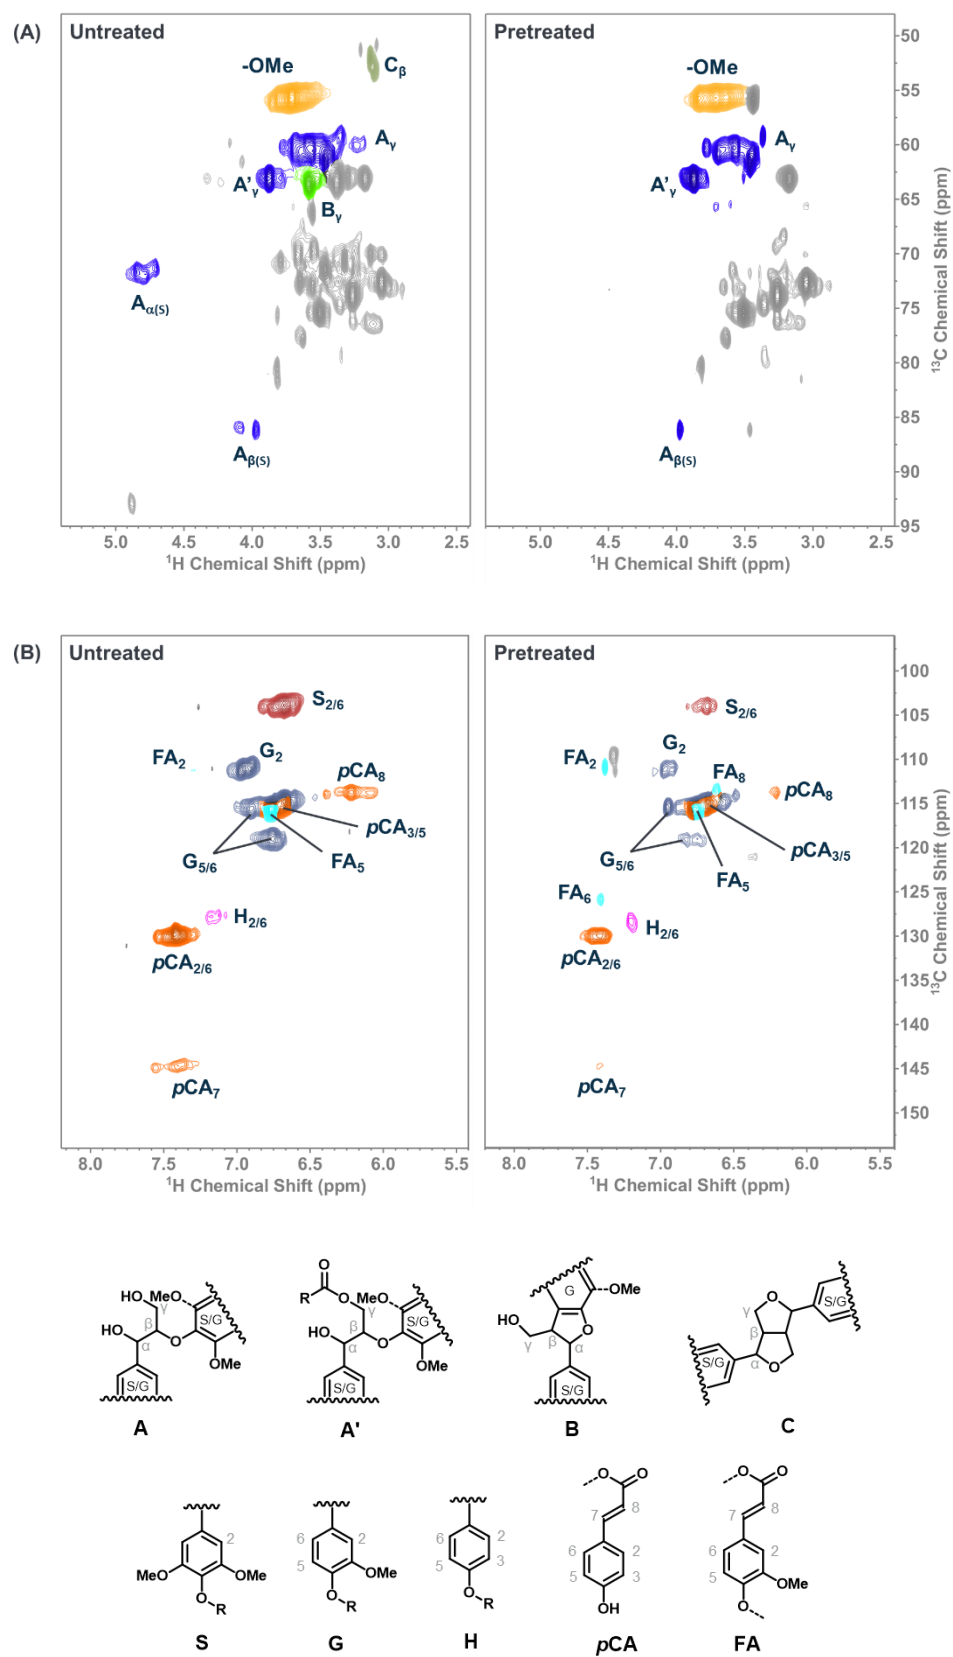 (A) Untreated Pretreated
-OMe Cβ -OMe
Aγ Aγ
A'γ Bγ A'γ
Aα(S)
Aβ(S) Aβ(S)
50
55
60
65
70
75
80
85
90
95
¹³C Chemical Shift (ppm)
5.0 4.5 4.0 3.5 3.0 2.5 5.0 4.5 4.0 3.5 3.0 2.5
¹H Chemical Shift (ppm) ¹H Chemical Shift (ppm)
(B) Untreated Pretreated
S2/6 S2/6
FA2 G2 FA2 G2
pCA8 FA8 pCA8
pCA3/5 pCA3/5
G5/6 FA5 G5/6 FA5
H2/6 FA6 H2/6
pCA2/6 pCA2/6
pCA7 pCA7
100
105
110
115
120
125
130
135
140
145
150
¹³C Chemical Shift (ppm)
8.0 7.5 7.0 6.5 6.0 5.5 8.0 7.5 7.0 6.5 6.0 5.5
¹H Chemical Shift (ppm) ¹H Chemical Shift (ppm)
HO MeO γ β S/G HO α O OMe S/G
A
O R O MeO γ β S/G HO α O OMe S/G
A'
G OMe HO O γ β α S/G
B
O γ S/G β S/G α O
C
2 MeO OMe O R
S
6 2 5 OMe O R
G
6 2 5 3 O R
H
O O 7 8 6 2 5 3 OH
pCA
O O 7 8 6 2 5 OMe O
FA